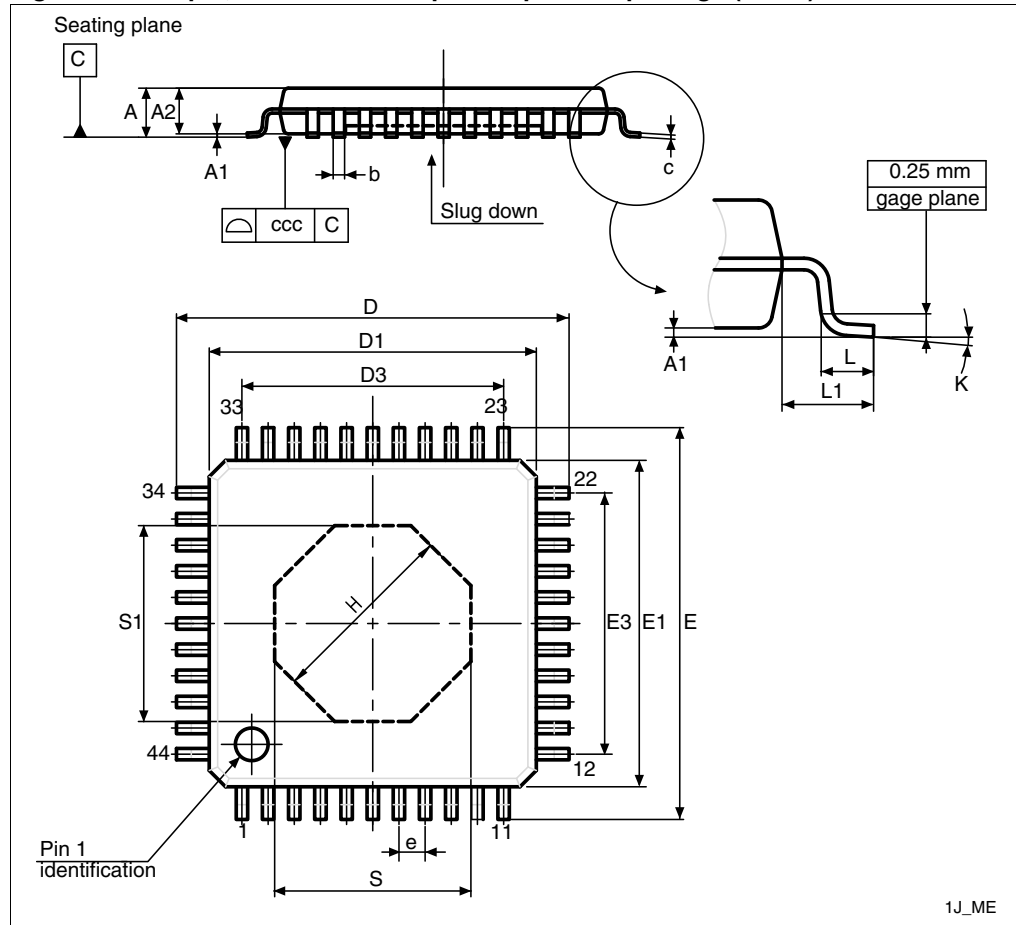 Seating plane
C
A
A2
A1
b
c
ccc
C
Slug down
0.25 mm
gage plane
A1
L
L1
K
D
D1
D3
33
23
34
22
S1
H
E3
E1
E
44
12
1
11
e
Pin 1
identification
S
1J_ME